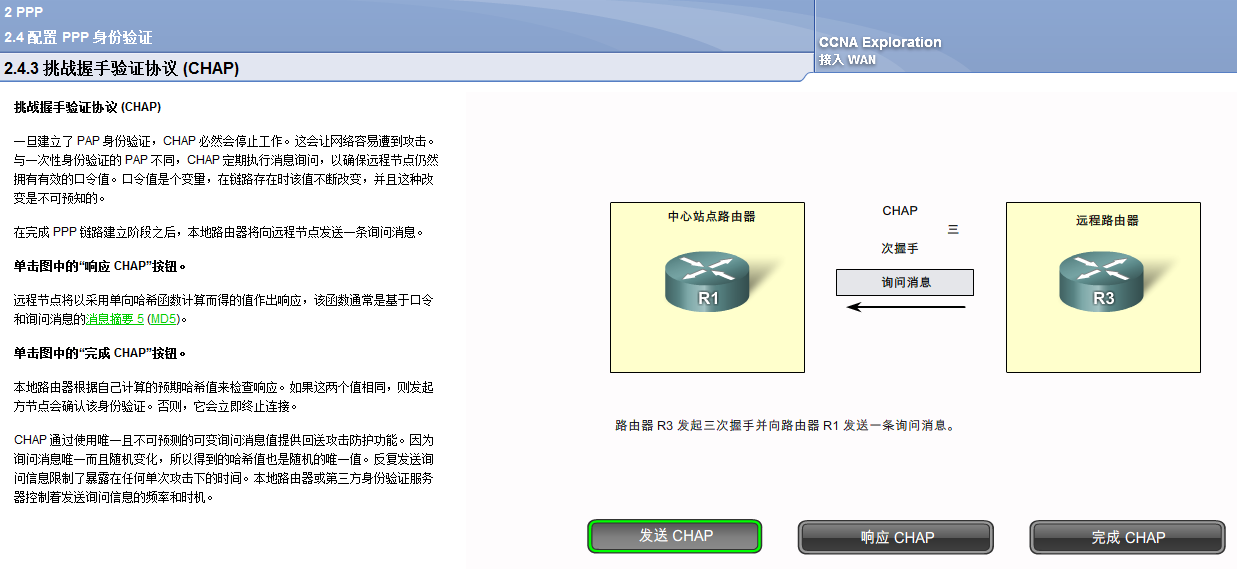 2 PPP
2.4 配置 PPP 身份验证
CCNA Exploration
接入 WAN
2.4.3 挑战握手验证协议 (CHAP)
挑战握手验证协议 (CHAP)
一旦建立了 PAP 身份验证，CHAP 必然会停止工作。这会让网络容易遭到攻击。
与一次性身份验证的 PAP 不同，CHAP 定期执行消息询问，以确保远程节点仍然
拥有有效的口令值。口令值是个变量，在链路存在时该值不断改变，并且这种改
变是不可预知的。
在完成 PPP 链路建立阶段之后，本地路由器将向远程节点发送一条询问消息。
单击图中的“响应 CHAP”按钮。
远程节点将以采用单向哈希函数计算而得的值作出响应，该函数通常是基于口令
和询问消息的消息摘要 5 (MD5)。
单击图中的“完成 CHAP”按钮。
本地路由器根据自己计算的预期哈希值来检查响应。如果这两个值相同，则发起
方节点会确认该身份验证。否则，它会立即终止连接。
CHAP 通过使用唯一且不可预测的可变询问消息值提供回送攻击防护功能。因为
询问消息唯一而且随机变化，所以得到的哈希值也是随机的唯一值。反复发送询
问信息限制了暴露在任何单次攻击下的时间。本地路由器或第三方身份验证服务
器控制着发送询问信息的频率和时机。
中心站点路由器
R1
CHAP
三
次握手
询问消息
远程路由器
R3
路由器 R3 发起三次握手并向路由器 R1 发送一条询问消息。
发送 CHAP
响应 CHAP
完成 CHAP